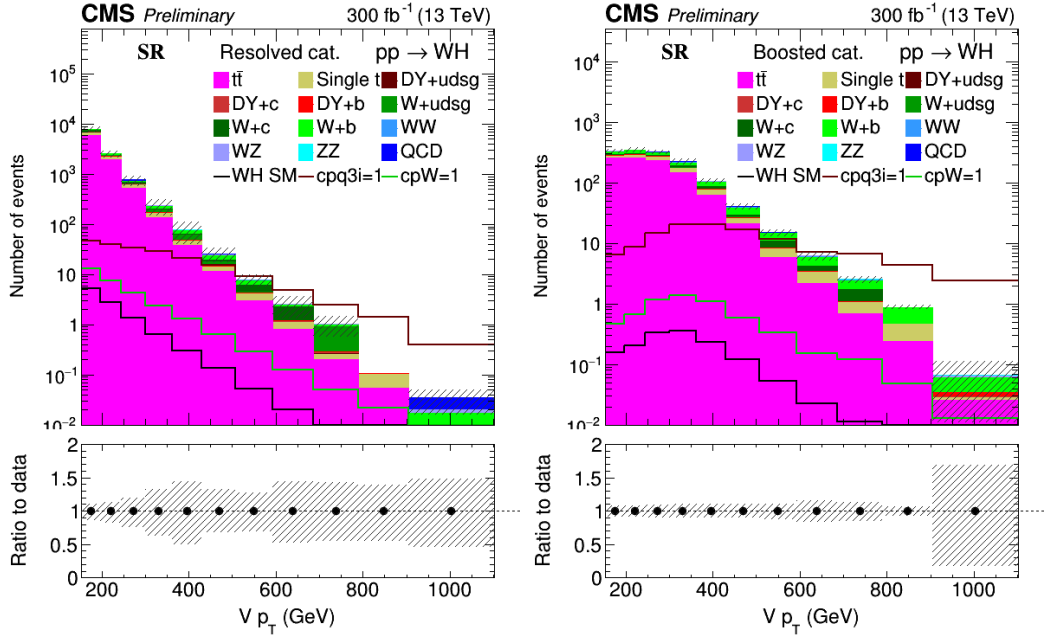 CMS Preliminary 300 fb⁻¹ (13 TeV)
SR Resolved cat. pp → WH
tt̄ Single t DY+udsg
DY+c DY+b W+udsg
W+c W+b WW
WZ ZZ QCD
WH SM cpq3i=1 cpW=1
Number of events
10⁵
10⁴
10³
10²
10
1
10⁻¹
10⁻²
Ratio to data
2
1.5
1
0.5
0
200 400 600 800 1000
V p_T (GeV)
CMS Preliminary 300 fb⁻¹ (13 TeV)
SR Boosted cat. pp → WH
tt̄ Single t DY+udsg
DY+c DY+b W+udsg
W+c W+b WW
WZ ZZ QCD
WH SM cpq3i=1 cpW=1
Number of events
10⁴
10³
10²
10
1
10⁻¹
10⁻²
Ratio to data
2
1.5
1
0.5
0
200 400 600 800 1000
V p_T (GeV)